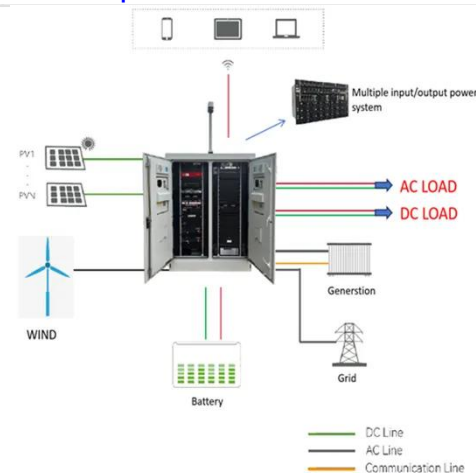 Multiple input/output power
system
PV1
PVN
AC LOAD
DC LOAD
Generstion
WIND
Grid
Battery
DC Line
AC Line
Communication Line